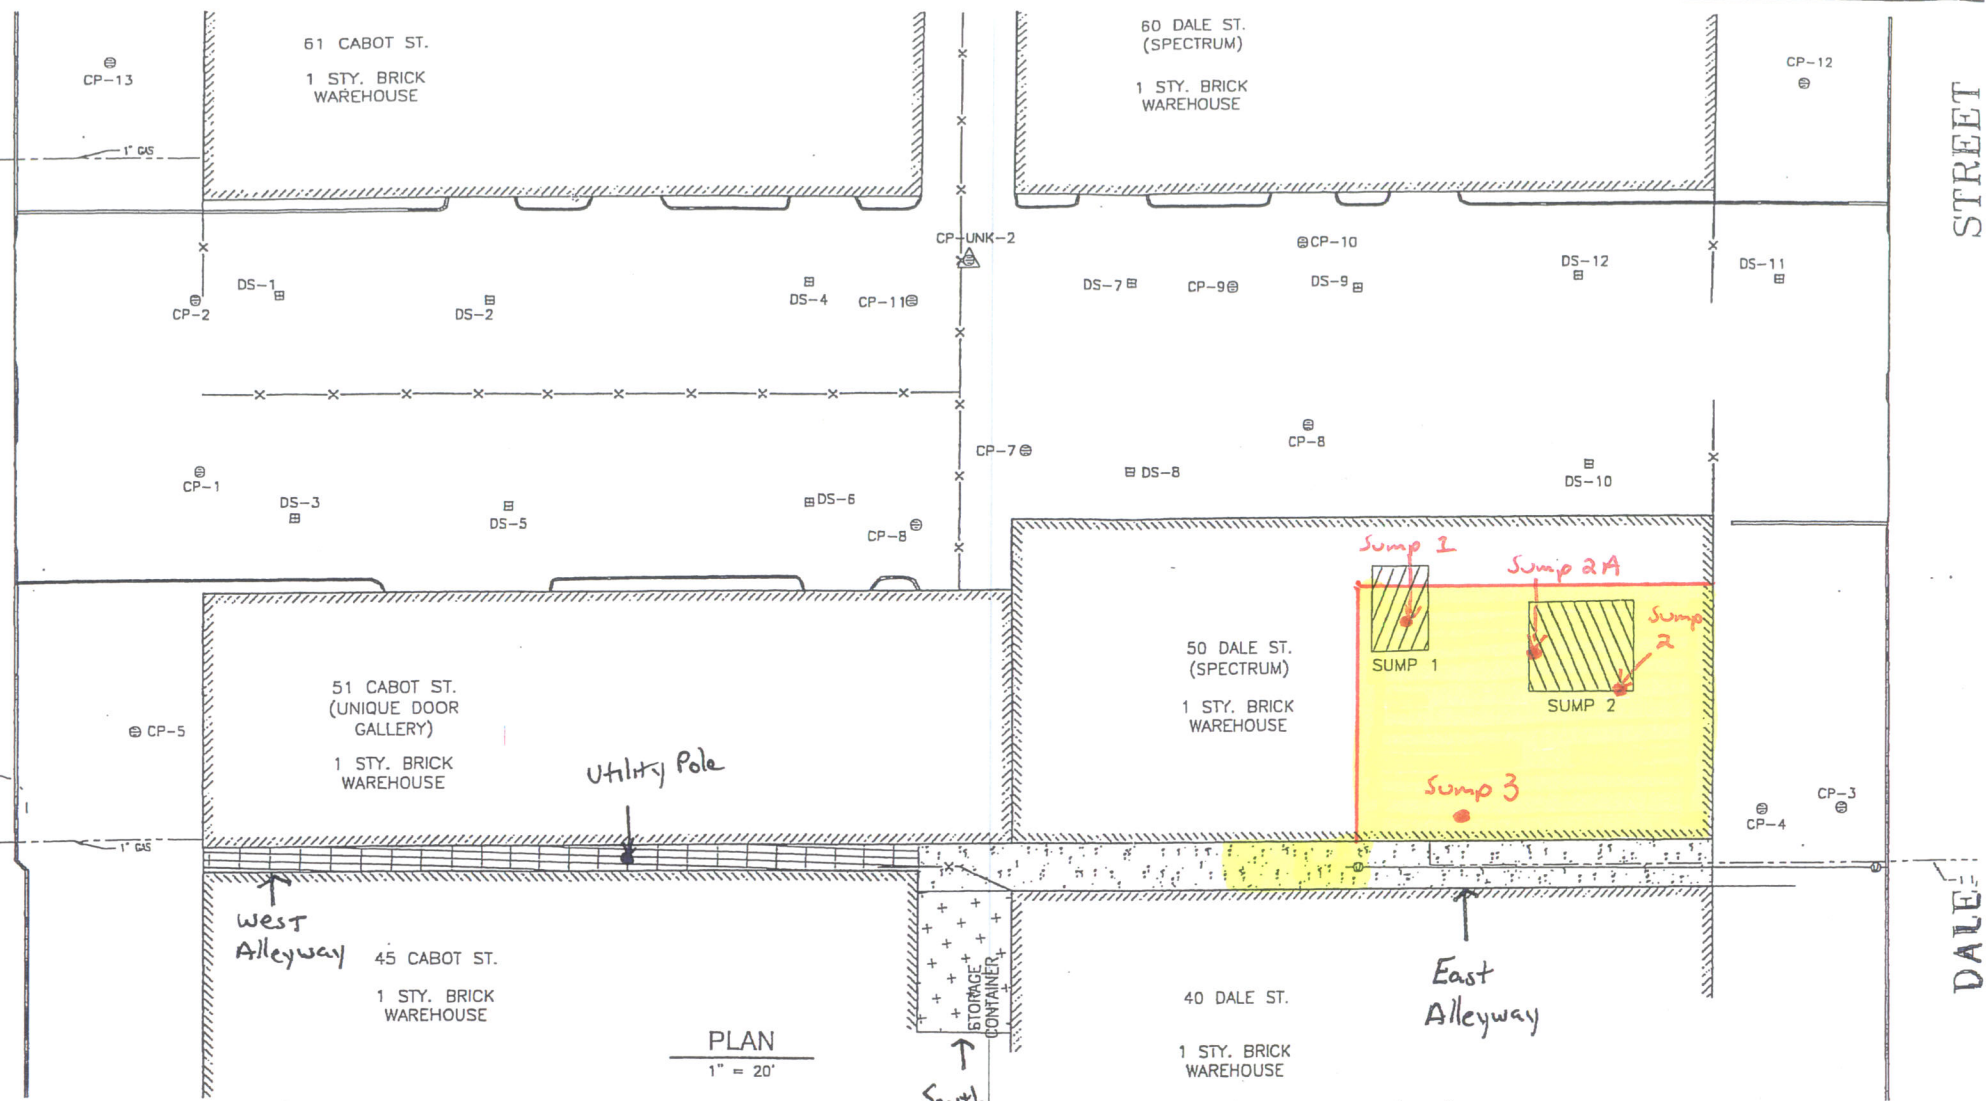 61 CABOT ST.
1 STY. BRICK
WAREHOUSE
60 DALE ST.
(SPECTRUM)
1 STY. BRICK
WAREHOUSE
CP-13
CP-12
STREET
1" GAS
CP-UNK-2
CP-10
DS-1
CP-2
DS-2
DS-4
CP-11
DS-7
CP-9
DS-9
DS-12
DS-11
CP-1
DS-3
DS-5
DS-6
CP-8
CP-7
DS-8
CP-8
DS-10
Sump 1
Sump 2A
Sump
2
SUMP 1
SUMP 2
Sump 3
50 DALE ST.
(SPECTRUM)
1 STY. BRICK
WAREHOUSE
51 CABOT ST.
(UNIQUE DOOR
GALLERY)
1 STY. BRICK
WAREHOUSE
CP-5
Utility Pole
CP-4
CP-3
1" GAS
West
Alleyway
45 CABOT ST.
1 STY. BRICK
WAREHOUSE
STORAGE
CONTAINER
East
Alleyway
40 DALE ST.
1 STY. BRICK
WAREHOUSE
DALE
PLAN
1" = 20'